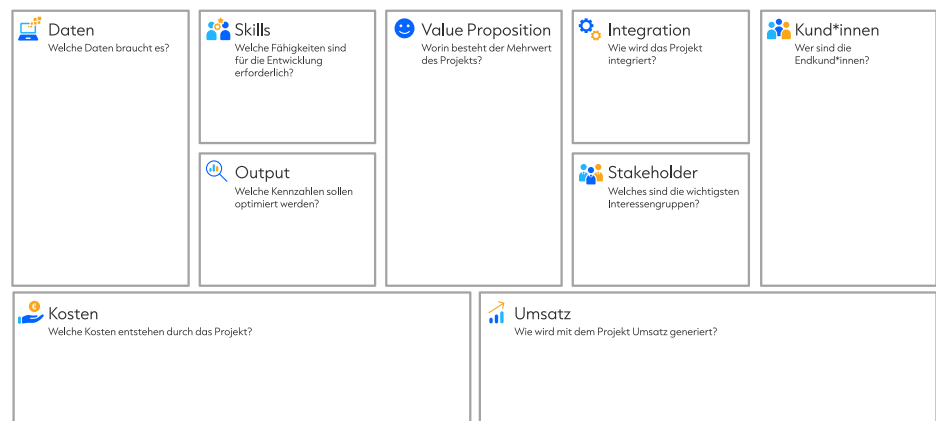 Daten
Welche Daten braucht es?
Skills
Welche Fähigkeiten sind
für die Entwicklung
erforderlich?
Output
Welche Kennzahlen sollen
optimiert werden?
Value Proposition
Worin besteht der Mehrwert
des Projekts?
Integration
Wie wird das Projekt
integriert?
Stakeholder
Welches sind die wichtigsten
Interessengruppen?
Kund*innen
Wer sind die
Endkund*innen?
€
Kosten
Welche Kosten entstehen durch das Projekt?
Umsatz
Wie wird mit dem Projekt Umsatz generiert?